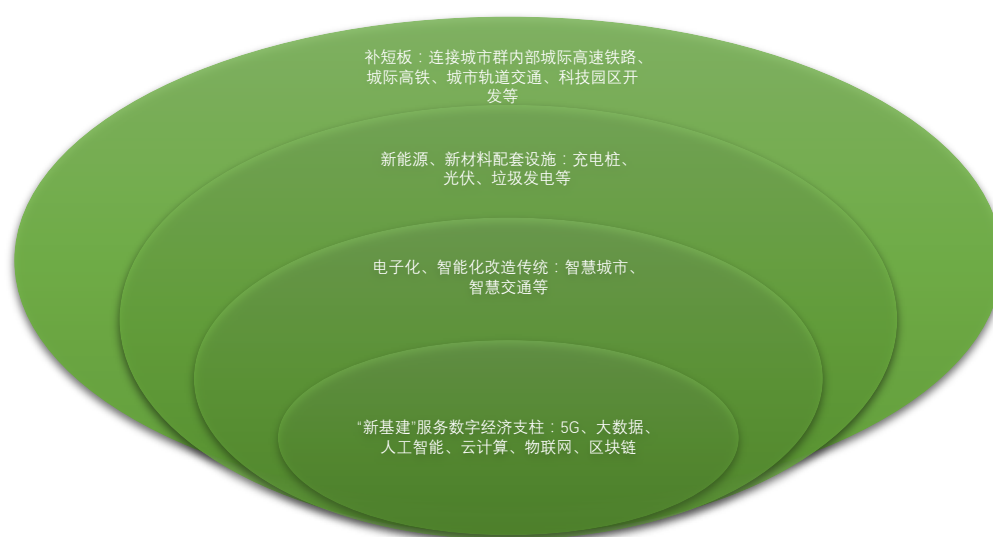 补短板：连接城市群内部城际高速铁路、
城际高铁、城市轨道交通、科技园区开
发等
新能源、新材料配套设施：充电桩、
光伏、垃圾发电等
电子化、智能化改造传统：智慧城市、
智慧交通等
“新基建”服务数字经济支柱：5G、大数据、
人工智能、云计算、物联网、区块链